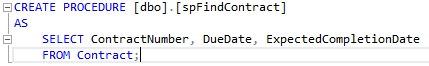 CREATE PROCEDURE [dbo].[spFindContract]
AS
SELECT ContractNumber, DueDate, ExpectedCompletionDate
FROM Contract;